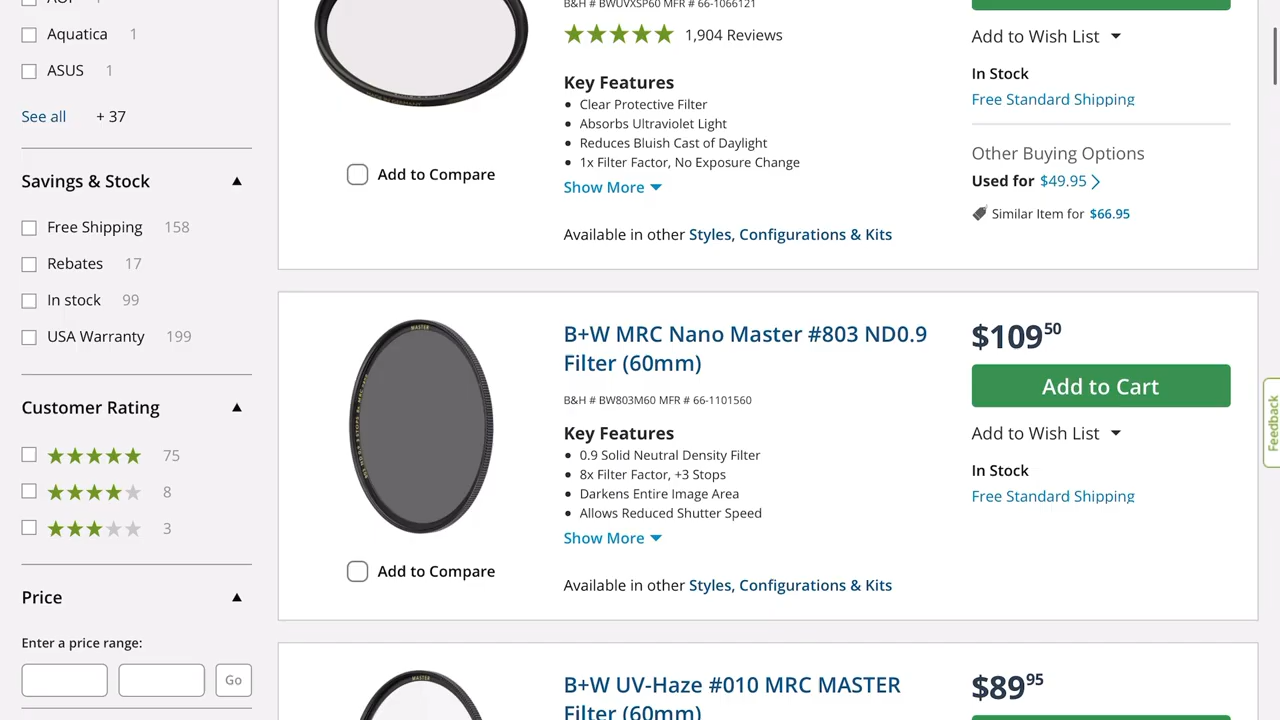 Aquatica 1
ASUS 1
See all + 37
Savings & Stock
Free Shipping 158
Rebates 17
In stock 99
USA Warranty 199
Customer Rating
75
8
3
Price
Enter a price range:
Go
B&H # BWUVXSP60 MFR # 66-1066121
1,904 Reviews
Key Features
Clear Protective Filter
Absorbs Ultraviolet Light
Reduces Bluish Cast of Daylight
1x Filter Factor, No Exposure Change
Show More
Add to Compare
Available in other Styles, Configurations & Kits
Add to Wish List
In Stock
Free Standard Shipping
Other Buying Options
Used for $49.95
Similar Item for $66.95
MASTER
B+W MRC Nano Master #803 ND0.9
Filter (60mm)
B&H # BW803M60 MFR # 66-1101560
Key Features
0.9 Solid Neutral Density Filter
8x Filter Factor, +3 Stops
Darkens Entire Image Area
Allows Reduced Shutter Speed
Show More
Add to Compare
Available in other Styles, Configurations & Kits
$109 50
Add to Cart
Add to Wish List
In Stock
Free Standard Shipping
Feedback
MASTER
B+W UV-Haze #010 MRC MASTER
Filter (60mm)
$89 95